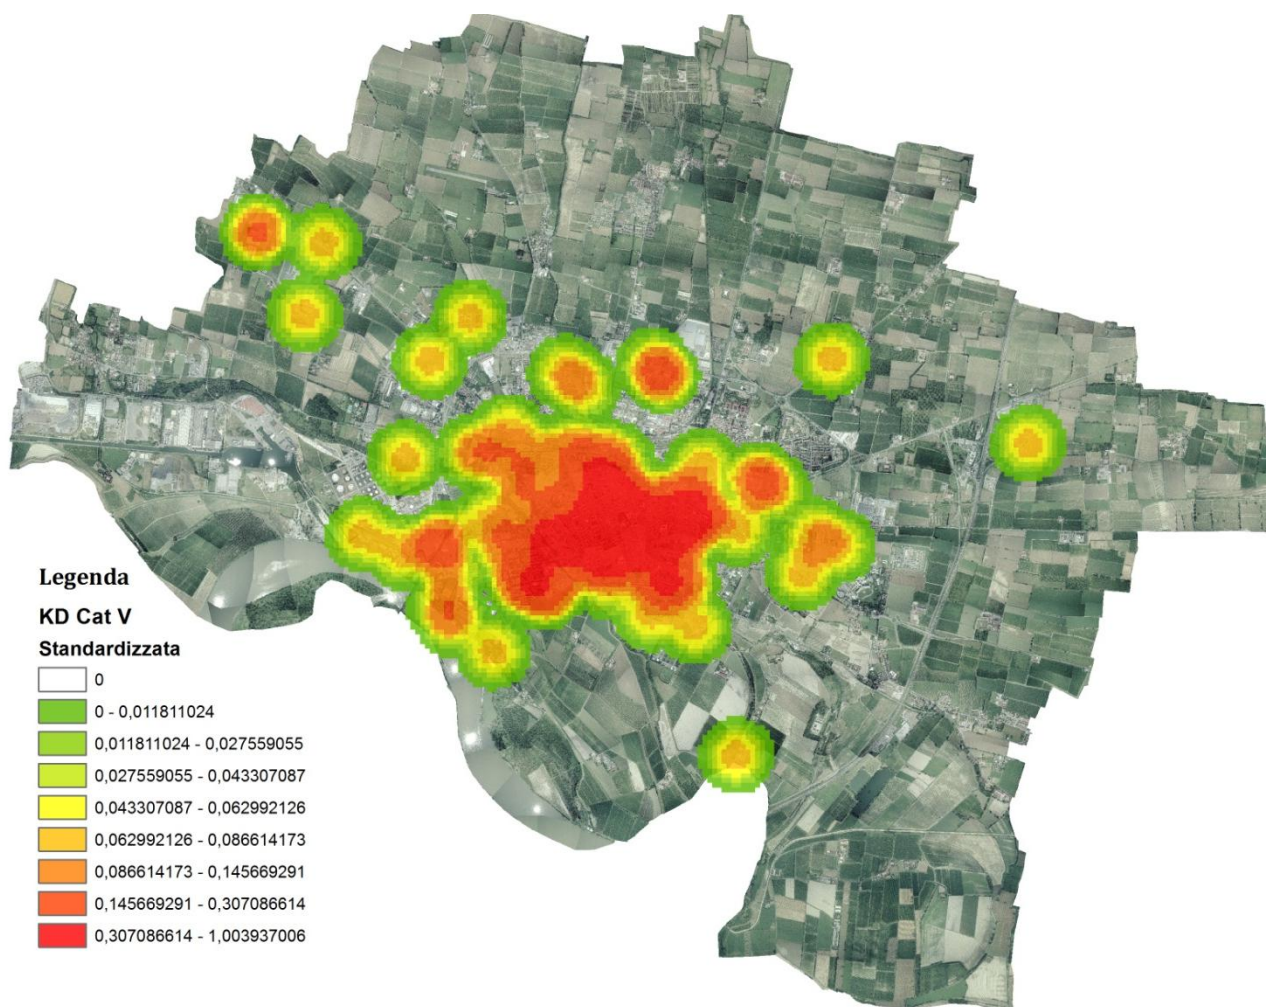 Legenda
KD Cat V
Standardizzata
0
0 - 0,011811024
0,011811024 - 0,027559055
0,027559055 - 0,043307087
0,043307087 - 0,062992126
0,062992126 - 0,086614173
0,086614173 - 0,145669291
0,145669291 - 0,307086614
0,307086614 - 1,003937006